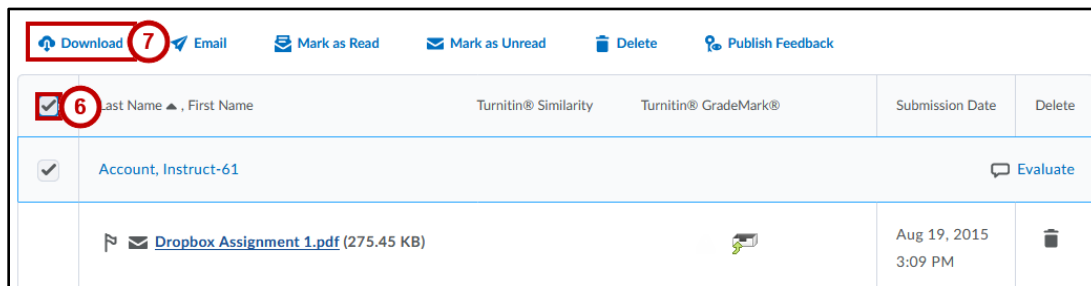 Download 7 Email Mark as Read Mark as Unread Delete Publish Feedback
6 Last Name ▲ , First Name Turnitin® Similarity Turnitin® GradeMark® Submission Date Delete
Account, Instruct-61 Evaluate
Dropbox Assignment 1.pdf (275.45 KB) Aug 19, 2015
3:09 PM